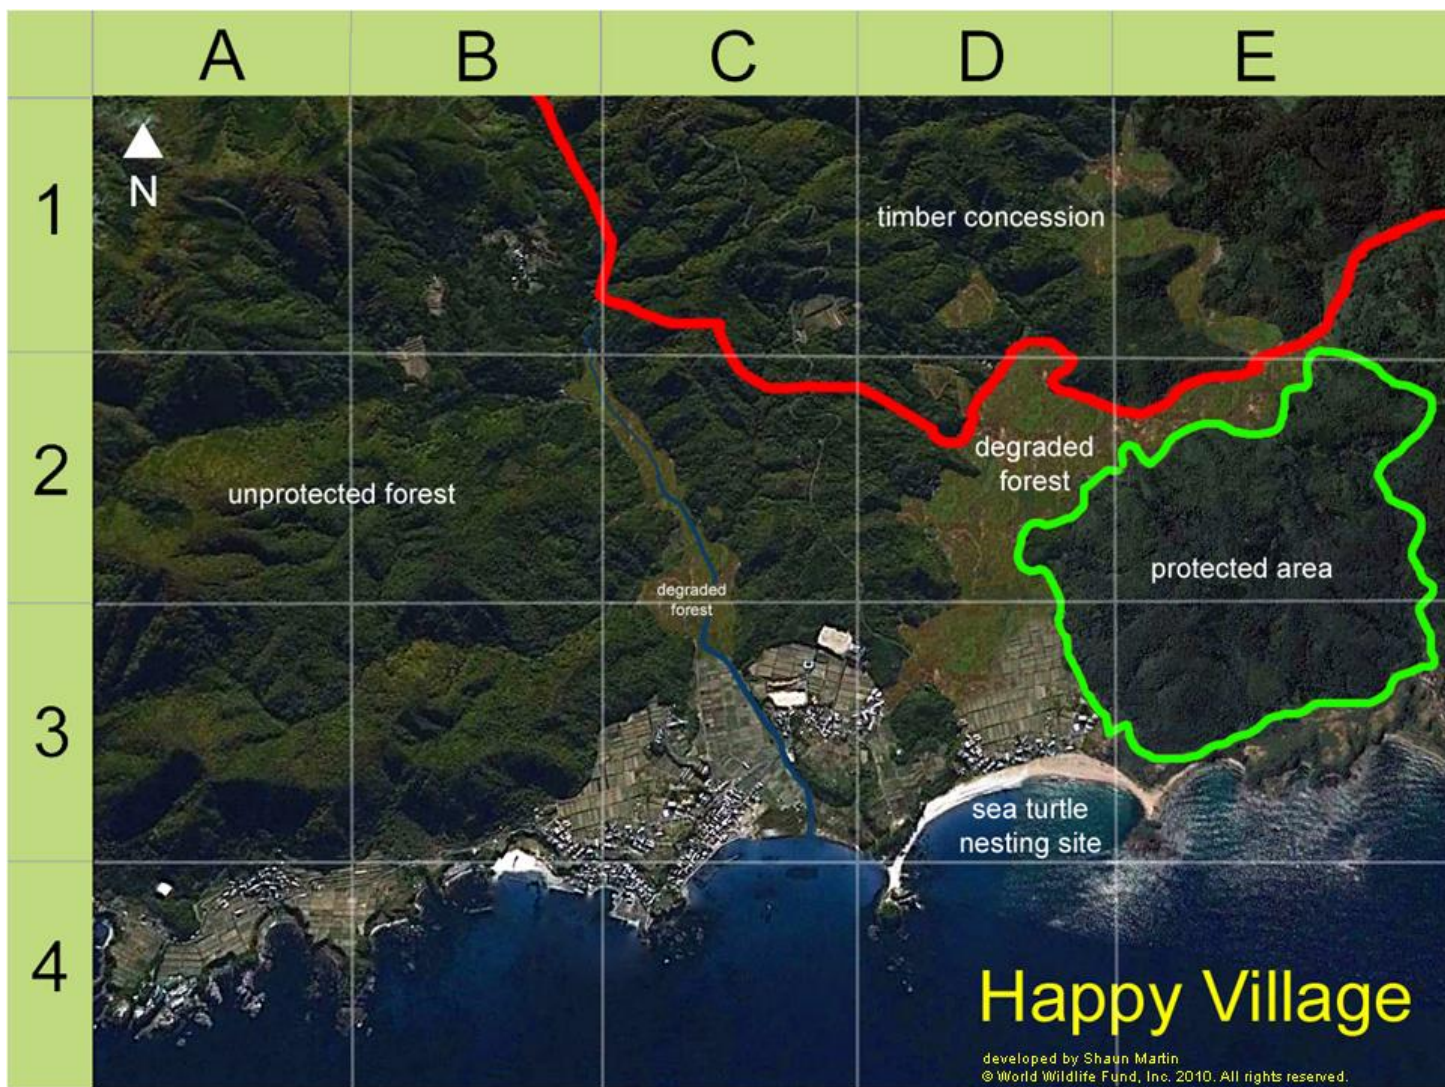 A B C D E
1
N
timber concession
2
degraded
forest
unprotected forest
protected area
degraded
forest
3
sea turtle
nesting site
4
Happy Village
developed by Shaun Martin
© World Wildlife Fund, Inc. 2010. All rights reserved.